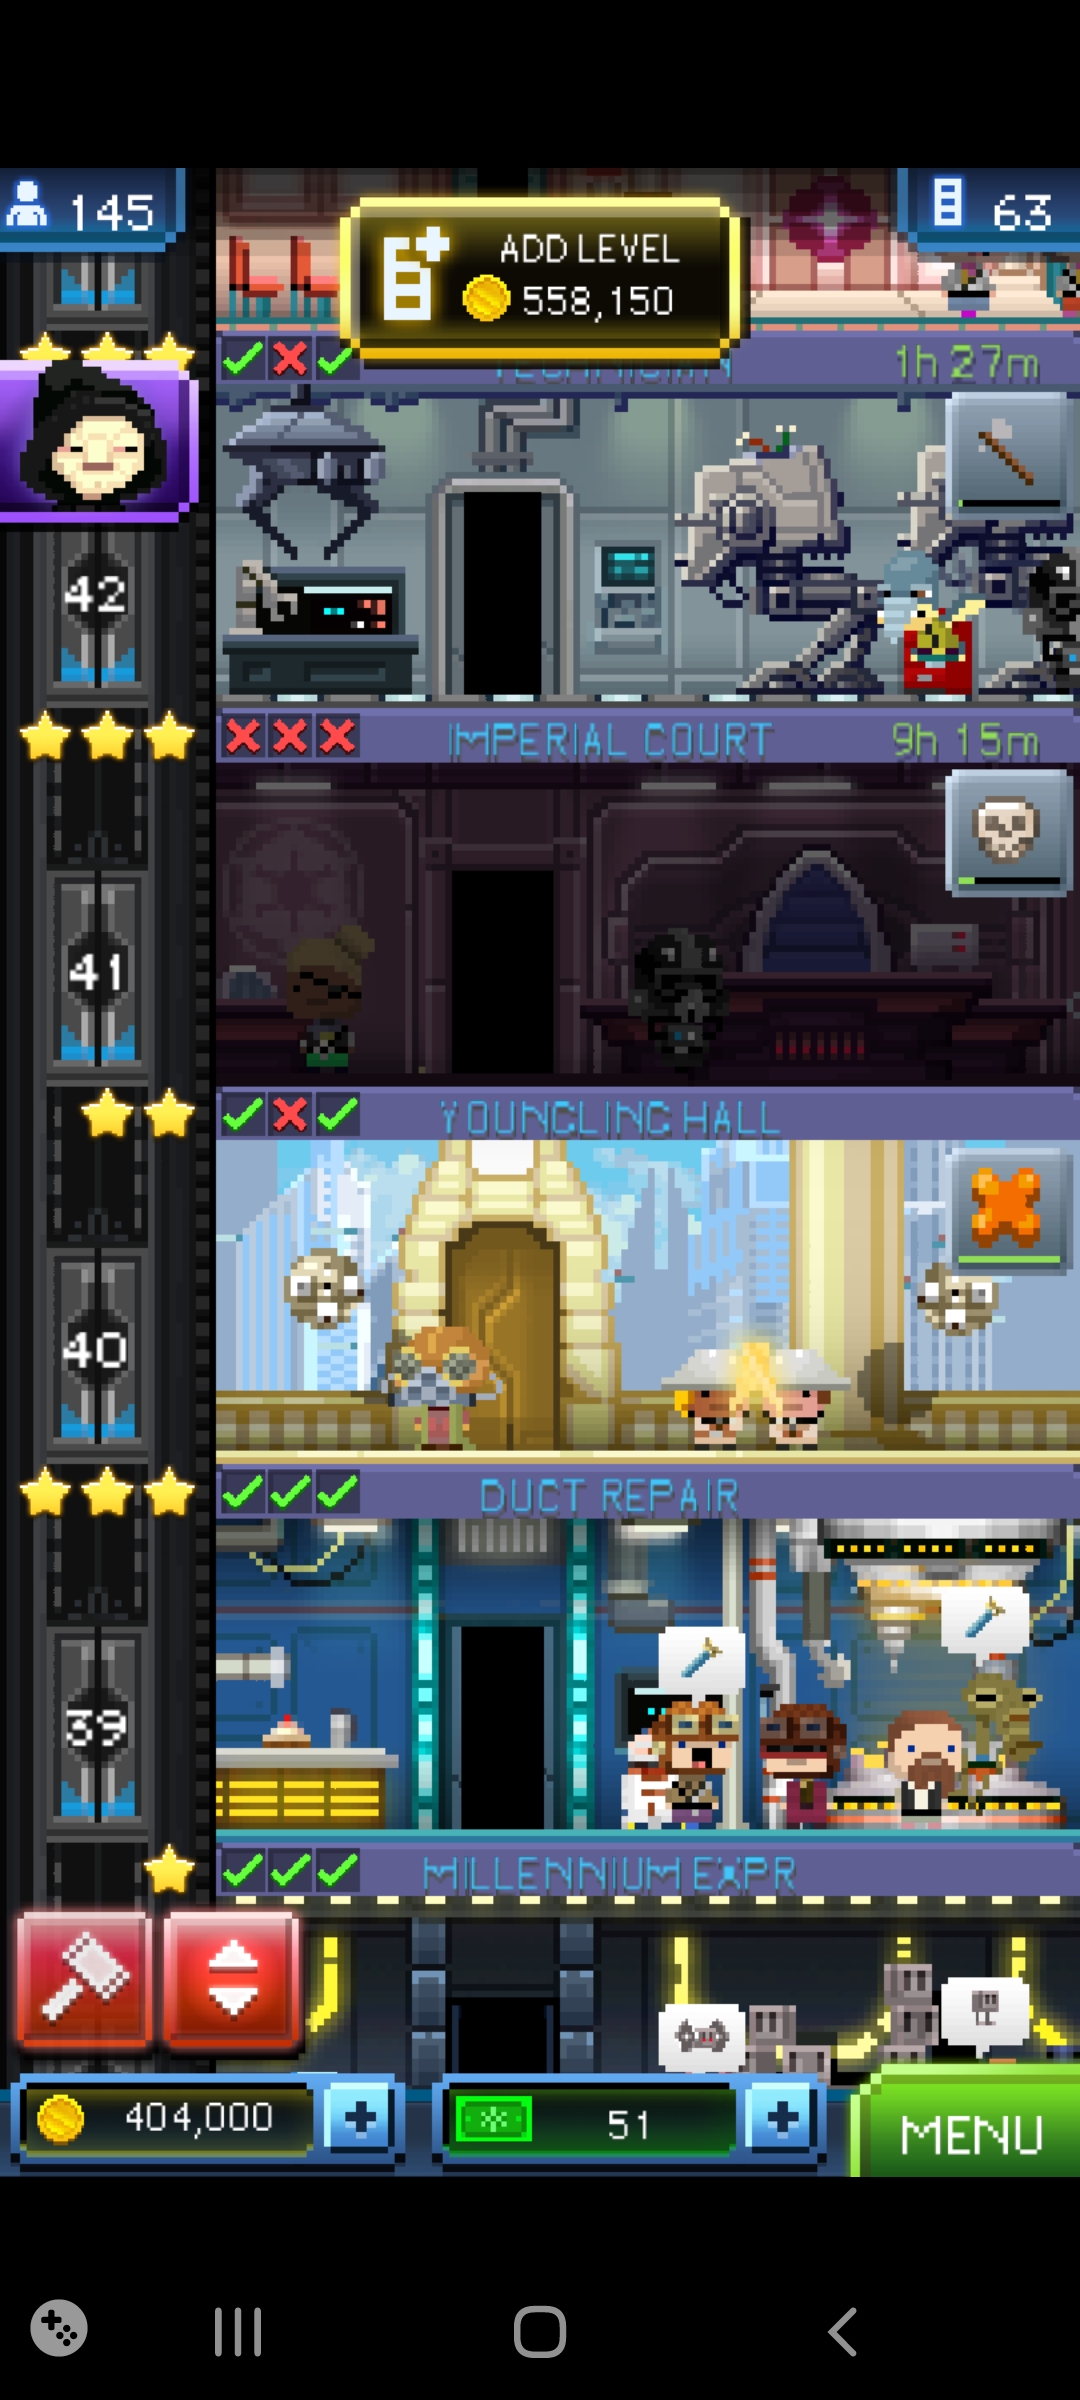 145
ADD LEVEL
558,150
63
TECHNICIAN
1h 27m
42
IMPERIAL COURT
9h 15m
41
YOUNGLING HALL
40
DUCT REPAIR
39
MILLENNIUM EXPR
404,000
51
MENU